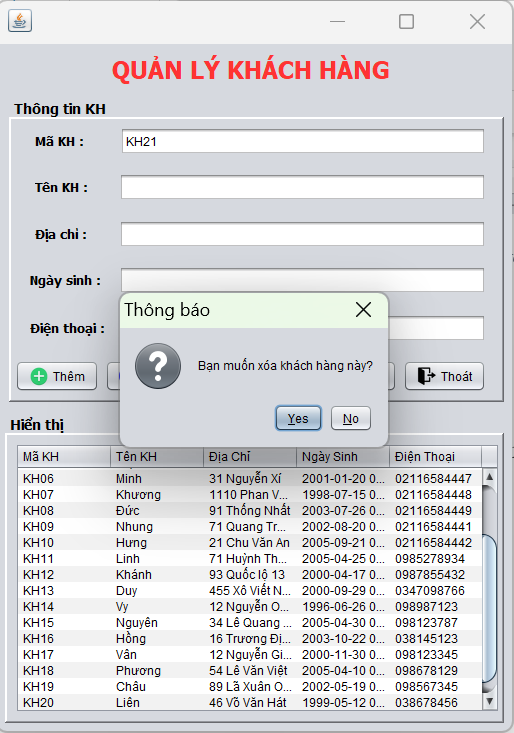 QUẢN LÝ KHÁCH HÀNG
Thông tin KH
Mã KH : KH21
Tên KH :
Địa chỉ :
Ngày sinh :
Điện thoại :
Thông báo
Bạn muốn xóa khách hàng này?
Yes No
Thêm Thoát
Hiển thị
Mã KH Tên KH Địa Chỉ Ngày Sinh Điện Thoại
KH06 Minh 31 Nguyễn Xí 2001-01-20 0... 02116584447
KH07 Khương 1110 Phan V... 1998-07-15 0... 02116584448
KH08 Đức 91 Thống Nhất 2003-07-26 0... 02116584449
KH09 Nhung 71 Quang Tr... 2002-08-20 0... 02116584441
KH10 Hưng 21 Chu Văn An 2005-09-21 0... 02116584442
KH11 Linh 71 Huỳnh Th... 2005-04-25 0... 0985278934
KH12 Khánh 93 Quốc lộ 13 2000-04-17 0... 0987855432
KH13 Duy 455 Xô Viết N... 2000-09-29 0... 0347098766
KH14 Vy 12 Nguyễn O... 1996-06-26 0... 098987123
KH15 Nguyên 34 Lê Quang ... 2005-04-30 0... 098123787
KH16 Hồng 16 Trương Đị... 2003-10-22 0... 038145123
KH17 Vân 12 Nguyễn Gi... 2000-11-30 0... 098123345
KH18 Phương 54 Lê Văn Việt 2005-04-10 0... 098678129
KH19 Châu 89 Lã Xuân O... 2002-05-19 0... 098567345
KH20 Liên 46 Võ Văn Hát 1999-05-12 0... 038678456